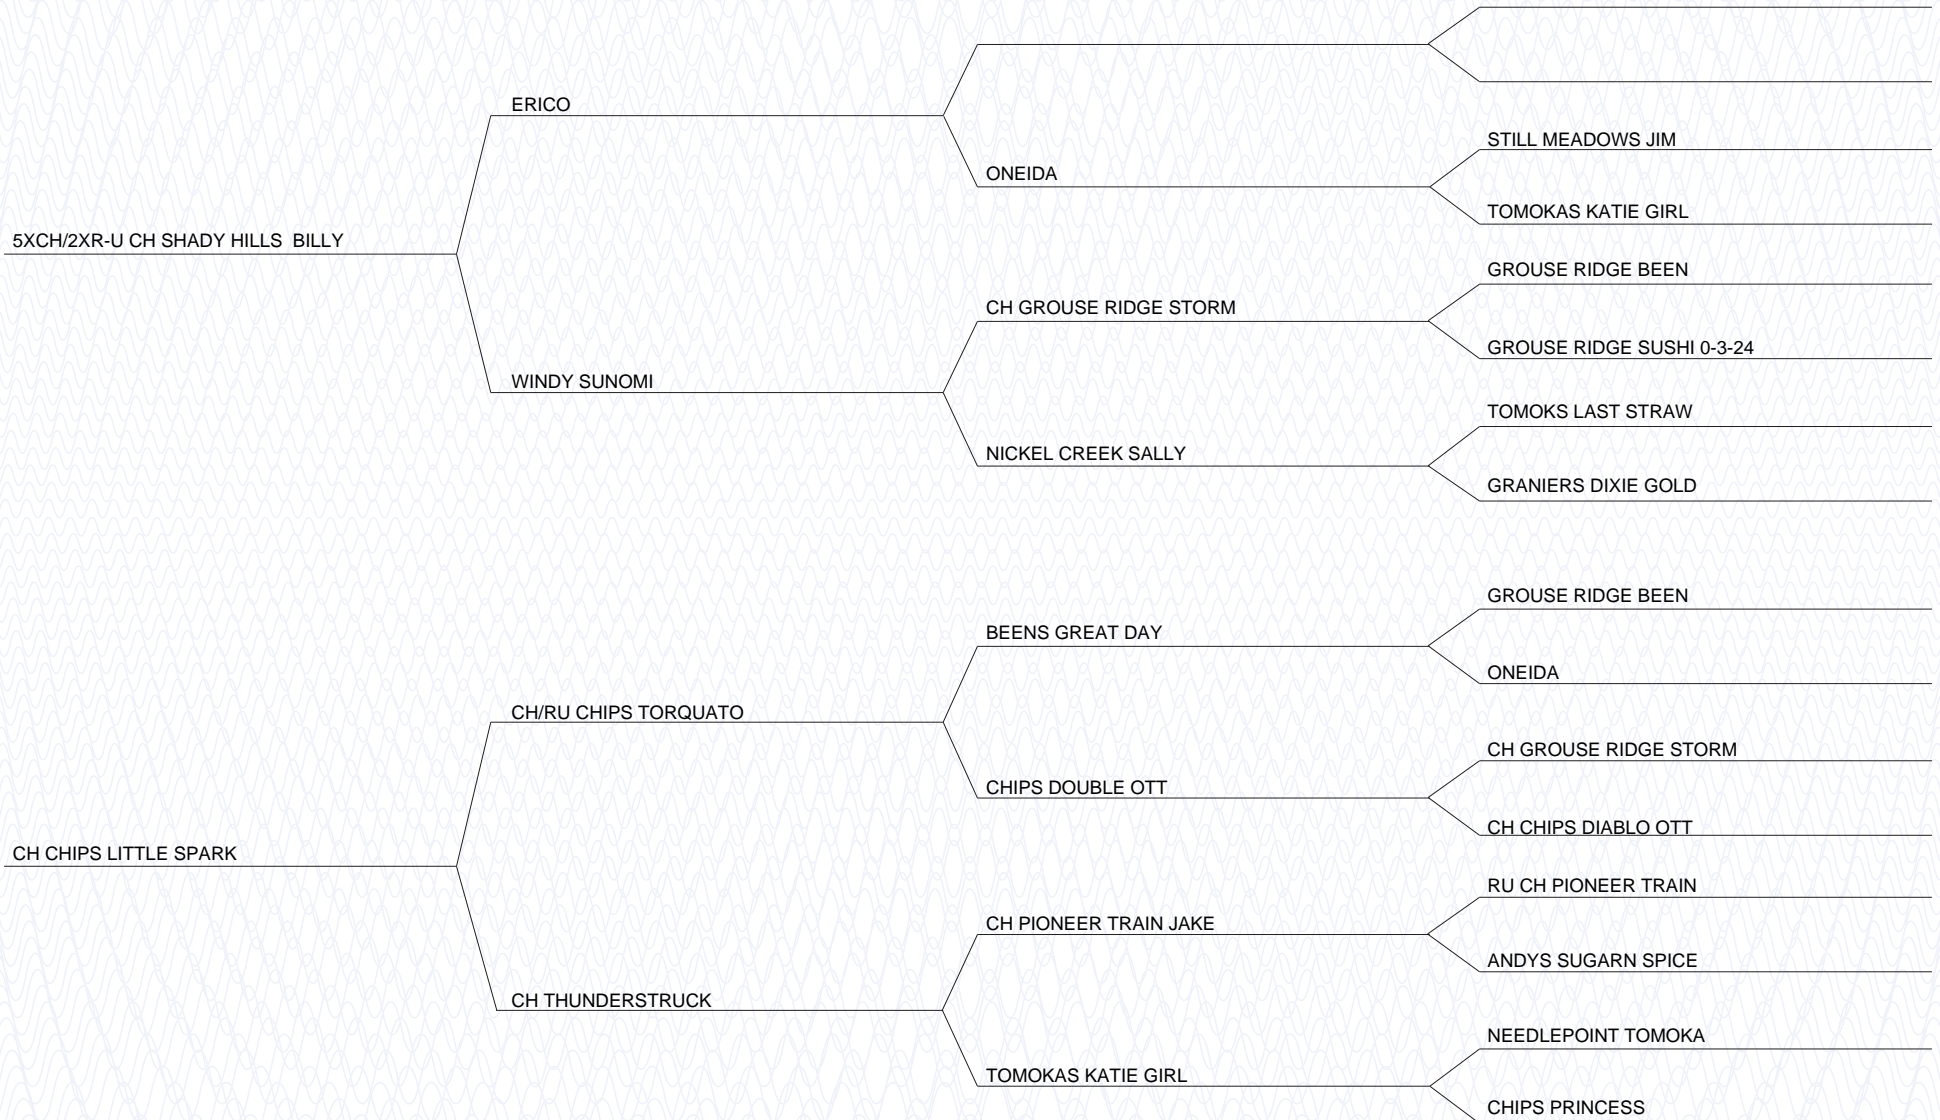 ERICO
STILL MEADOWS JIM
ONEIDA
TOMOKAS KATIE GIRL
5XCH/2XR-U CH SHADY HILLS  BILLY
GROUSE RIDGE BEEN
CH GROUSE RIDGE STORM
GROUSE RIDGE SUSHI 0-3-24
WINDY SUNOMI
TOMOKS LAST STRAW
NICKEL CREEK SALLY
GRANIERS DIXIE GOLD
GROUSE RIDGE BEEN
BEENS GREAT DAY
ONEIDA
CH/RU CHIPS TORQUATO
CH GROUSE RIDGE STORM
CHIPS DOUBLE OTT
CH CHIPS DIABLO OTT
CH CHIPS LITTLE SPARK
RU CH PIONEER TRAIN
CH PIONEER TRAIN JAKE
ANDYS SUGARN SPICE
CH THUNDERSTRUCK
NEEDLEPOINT TOMOKA
TOMOKAS KATIE GIRL
CHIPS PRINCESS